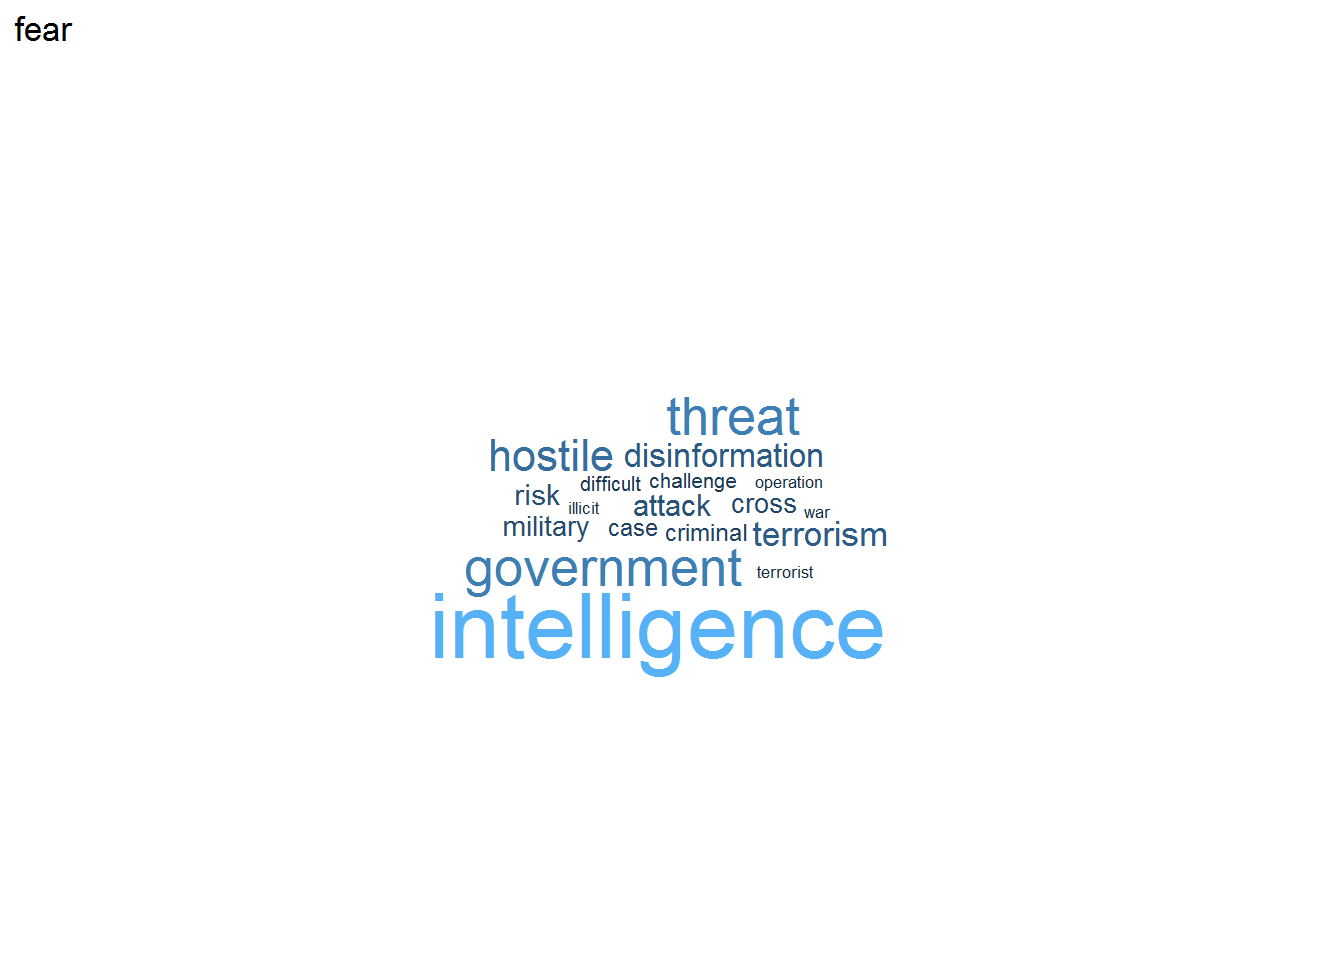 fear
threat
hostile disinformation
difficult challenge operation
risk illicit attack cross war
military case criminal terrorism
government terrorist
intelligence